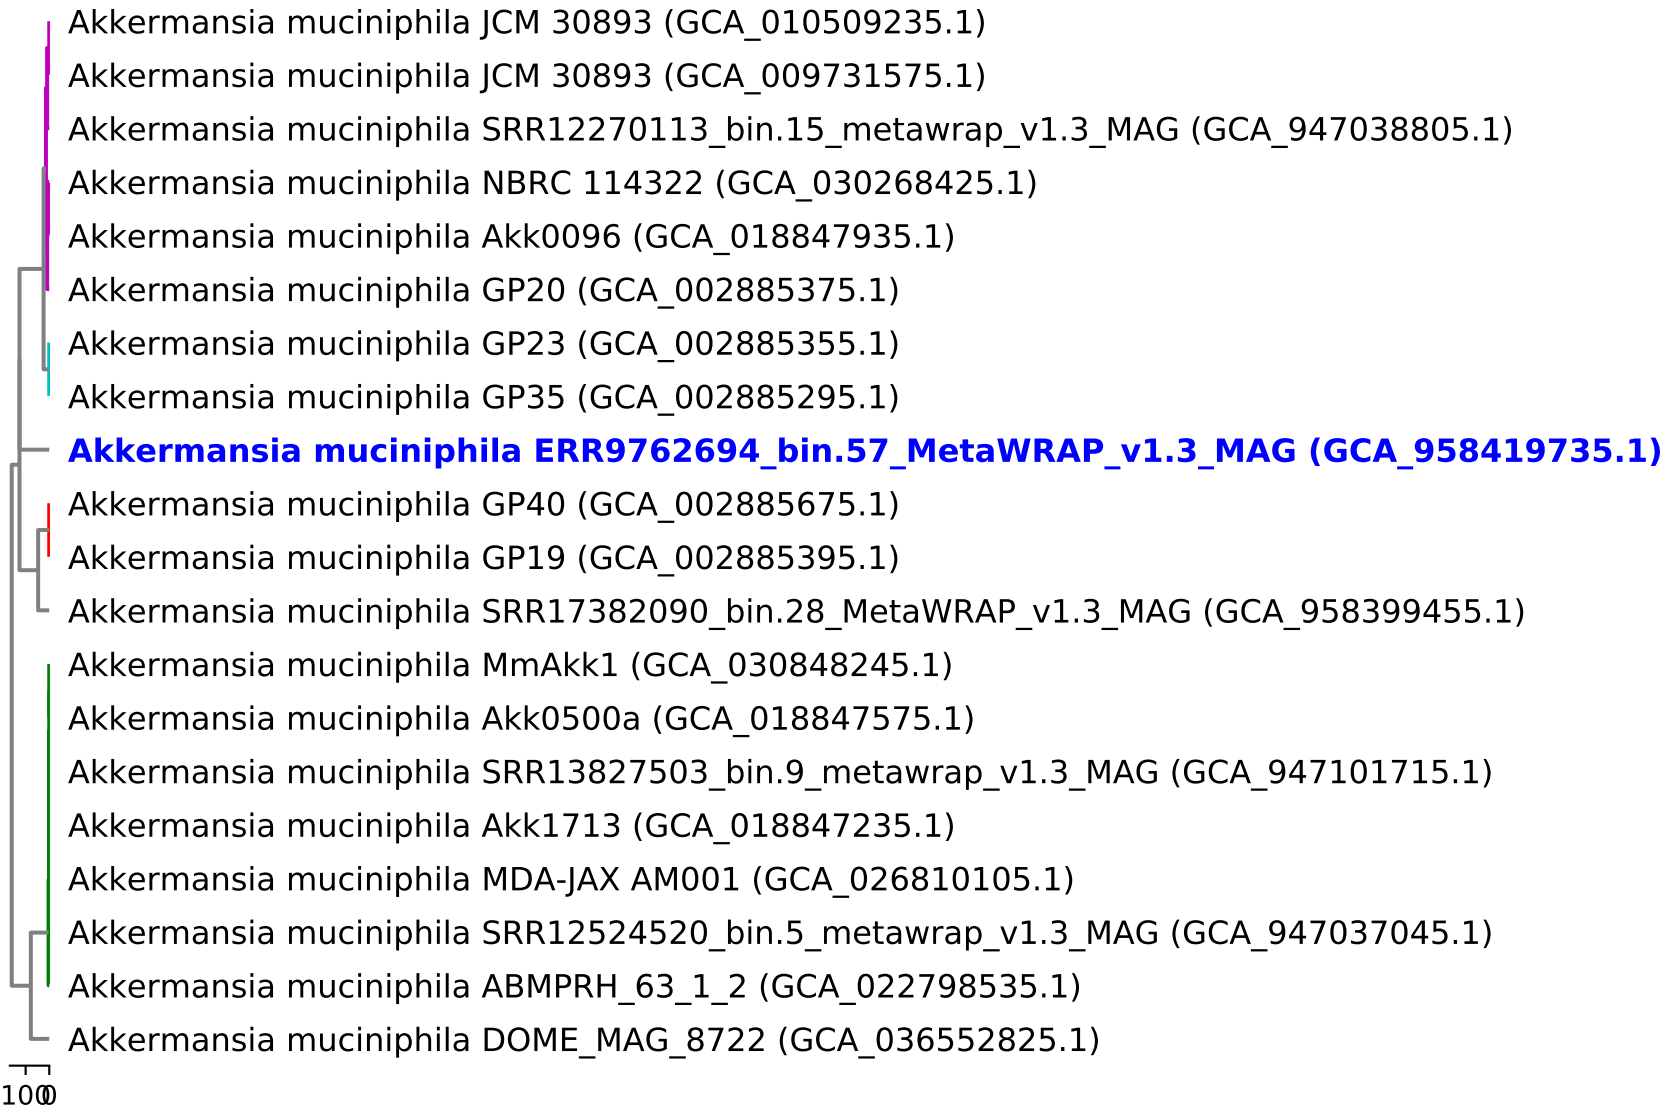 Akkermansia muciniphila JCM 30893 (GCA_010509235.1)
Akkermansia muciniphila JCM 30893 (GCA_009731575.1)
Akkermansia muciniphila SRR12270113_bin.15_metawrap_v1.3_MAG (GCA_947038805.1)
Akkermansia muciniphila NBRC 114322 (GCA_030268425.1)
Akkermansia muciniphila Akk0096 (GCA_018847935.1)
Akkermansia muciniphila GP20 (GCA_002885375.1)
Akkermansia muciniphila GP23 (GCA_002885355.1)
Akkermansia muciniphila GP35 (GCA_002885295.1)
Akkermansia muciniphila ERR9762694_bin.57_MetaWRAP_v1.3_MAG (GCA_958419735.1)
Akkermansia muciniphila GP40 (GCA_002885675.1)
Akkermansia muciniphila GP19 (GCA_002885395.1)
Akkermansia muciniphila SRR17382090_bin.28_MetaWRAP_v1.3_MAG (GCA_958399455.1)
Akkermansia muciniphila MmAkk1 (GCA_030848245.1)
Akkermansia muciniphila Akk0500a (GCA_018847575.1)
Akkermansia muciniphila SRR13827503_bin.9_metawrap_v1.3_MAG (GCA_947101715.1)
Akkermansia muciniphila Akk1713 (GCA_018847235.1)
Akkermansia muciniphila MDA-JAX AM001 (GCA_026810105.1)
Akkermansia muciniphila SRR12524520_bin.5_metawrap_v1.3_MAG (GCA_947037045.1)
Akkermansia muciniphila ABMPRH_63_1_2 (GCA_022798535.1)
Akkermansia muciniphila DOME_MAG_8722 (GCA_036552825.1)
100 0